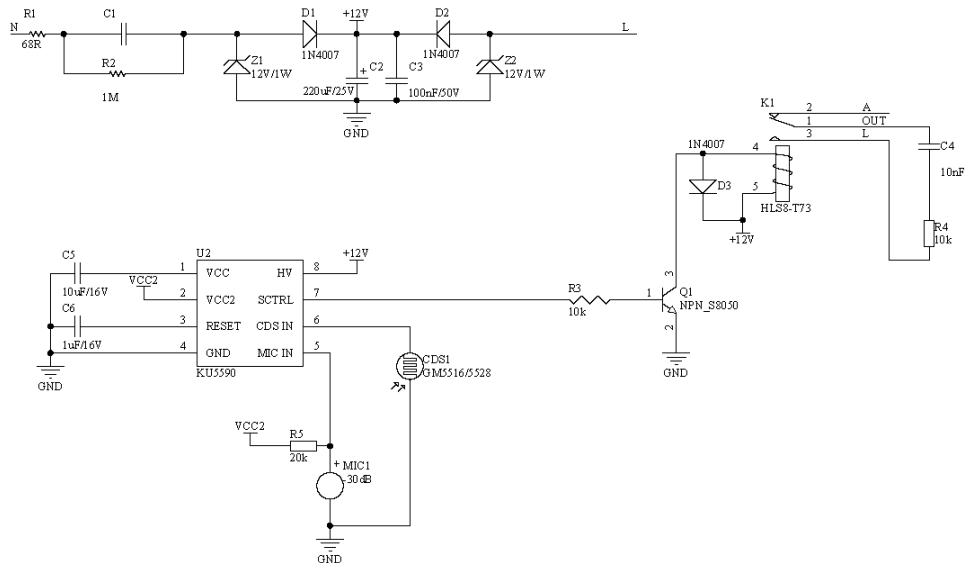 N R1 C1 D1 +12V D2 L
68R 1N4007 1N4007
R2 Z1 C2 C3 Z2
12V/1W + 12V/1W
1M 220uF/25V 100nF/50V
GND
K1 2 A
1 OUT
3 L
1N4007 4 C4
10nF
D3 5
HLS8-T73
+12V
R4
10k
U2 +12V
C5 1 VCC HV 8
10uF/16V VCC2 2 VCC2 SCTRL 7
C6 3 RESET CDS IN 6
1uF/16V 4 GND MIC IN 5
KU5590
GND
R3
10k
1 Q1
NPN_S8050
3
2
GND
CDS1
GM5516/5528
VCC2 R5
20k
+ MIC1
-30dB
GND